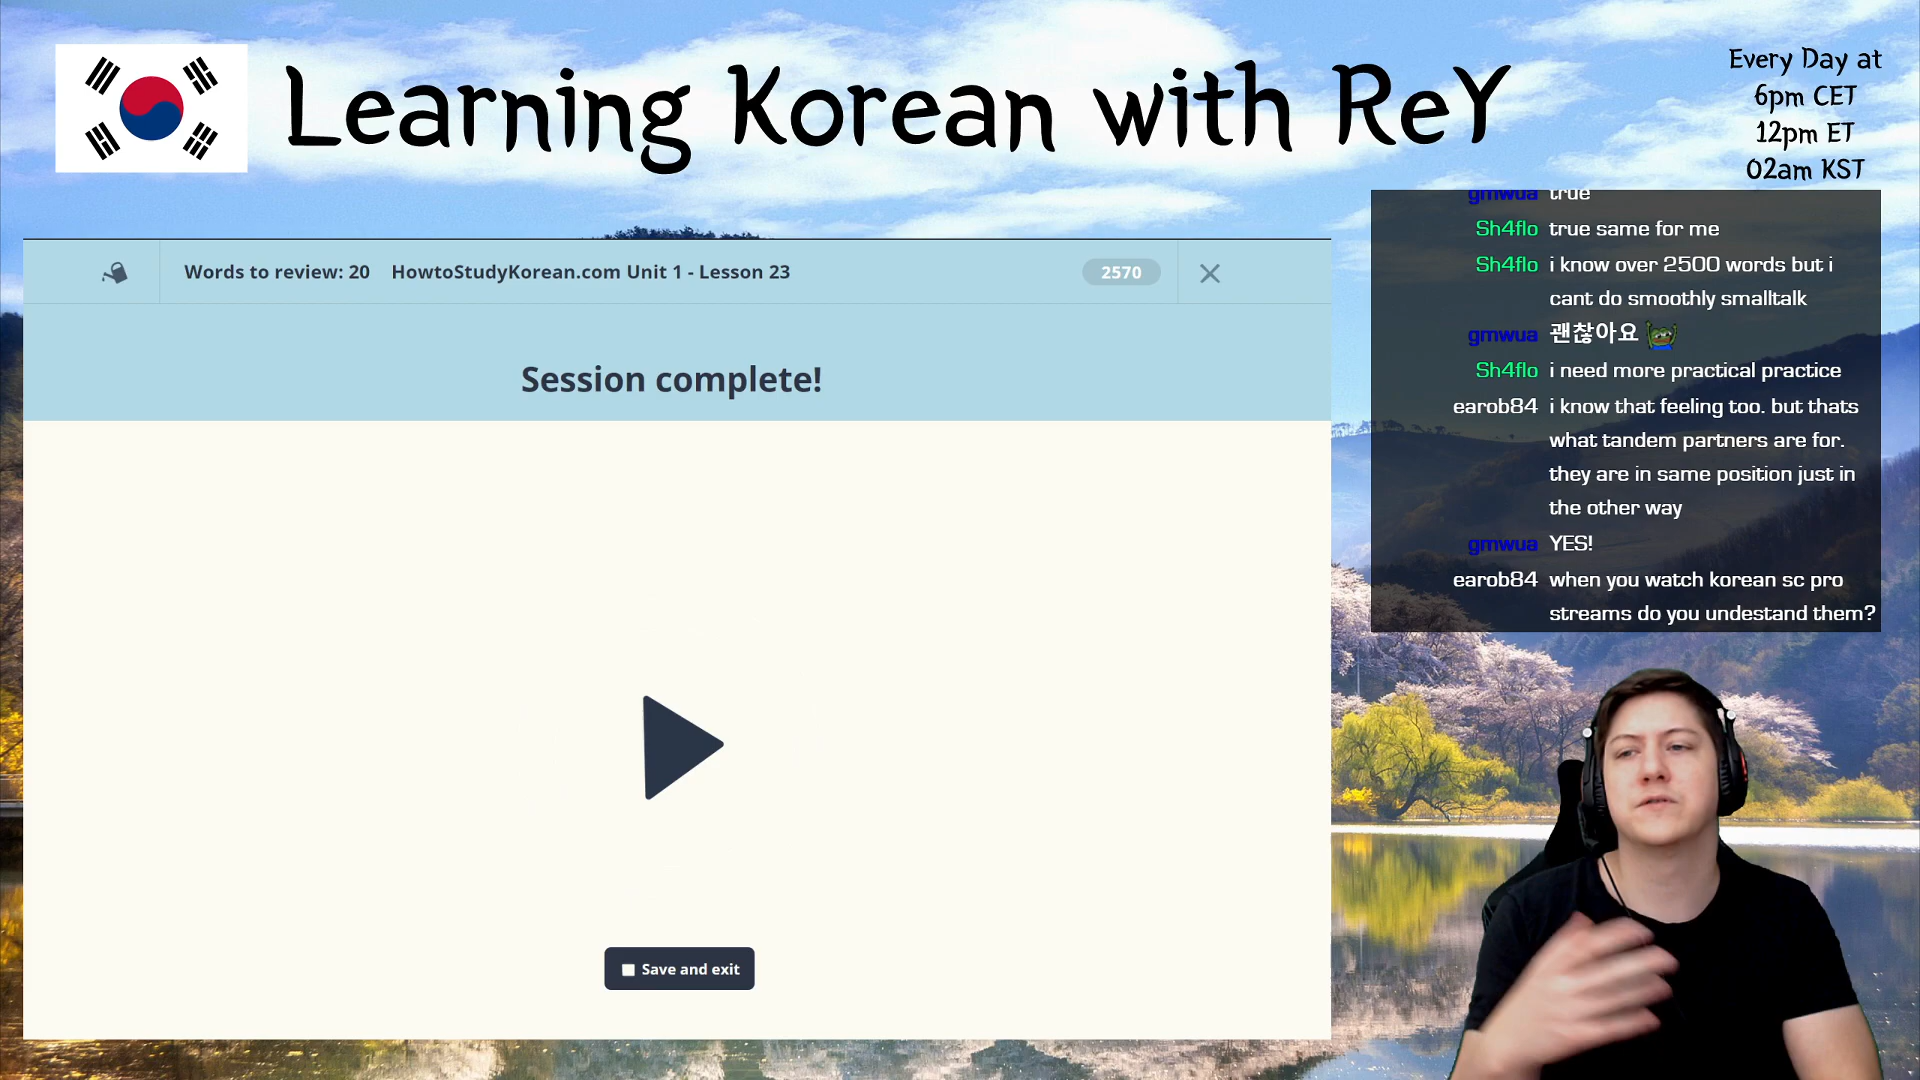 Learning Korean with ReY
Every Day at
6pm CET
12pm ET
02am KST
Words to review: 20 HowtoStudyKorean.com Unit 1 - Lesson 23 2570
Session complete!
Save and exit
gmwua true
Sh4flo true same for me
Sh4flo i know over 2500 words but i
cant do smoothly smalltalk
gmwua 괜찮아요
Sh4flo i need more practical practice
earob84 i know that feeling too. but thats
what tandem partners are for.
they are in same position just in
the other way
gmwua YES!
earob84 when you watch korean sc pro
streams do you undestand them?